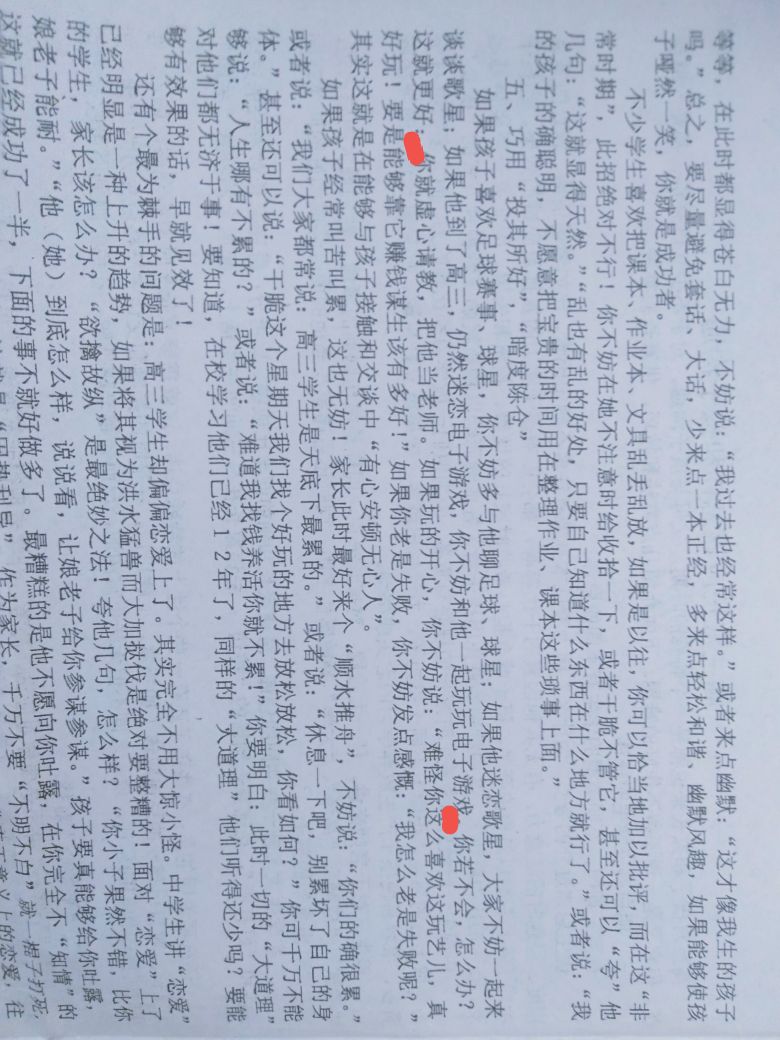 等等，在此时都显得苍白无力，不妨说：“我过去也经常这样。”或者来点幽默：“这才像我生的孩子
吗。”总之，要尽量避免套话、大话，少来点一本正经，多来点轻松和谐、幽默风趣，如果能够使孩
子哑然一笑，你就是成功者。
不少学生喜欢把课本、作业本、文具乱丢乱放，如果是以往，你可以恰当地加以批评，而在这“非
常时期”，此招绝对不行！你不妨在她不注意时给收拾一下，或者干脆不管它，甚至还可以“夸”他
几句：“这就显得天然。”“乱也有乱的好处，只要自己知道什么东西在什么地方就行了。”或者说：“我
的孩子的确聪明，不愿意把宝贵的时间用在整理作业、课本这些琐事上面。”
五、巧用“投其所好”，“暗度陈仓”
如果孩子喜欢足球赛事、球星，你不妨多与他聊足球、球星；如果他迷恋歌星，大家不妨一起来
谈谈歌星；如果他到了高三，仍然迷恋电子游戏，你不妨和他一起玩玩电子游戏，你若不会，怎么办？
这就更好：你就虚心请教，把他当老师。如果玩的开心，你不妨说：“难怪你这么喜欢这玩艺儿，真
好玩！要是能够靠它赚钱谋生该有多好！”如果你老是失败，你不妨发点感慨：“我怎么老是失败呢？”
其实这就是在能够与孩子接触和交谈中“有心安顿无心人”。
如果孩子经常叫苦叫累，这也无妨！家长此时最好来个“顺水推舟”，不妨说：“你们的确很累。”
或者说：“我们大家都常说：高三学生是天底下最累的。”或者说：“休息一下吧，别累坏了自己的身
体。”甚至还可以说：“干脆这个星期天我们找个好玩的地方去放松放松，你看如何？”你可千万不能
够说：“人生哪有不累的？”或者说：“难道我找钱养活你就不累！”你要明白：此时一切的“大道理”
对他们都无济于事！要知道，在校学习他们已经12年了，同样的“大道理”他们听得还少吗？要能
够有效果的话，早就见效了！
还有个最为棘手的问题是：高三学生却偏偏恋爱上了。其实完全不用大惊小怪。中学生讲“恋爱”
已经明显是一种上升的趋势，如果将其视为洪水猛兽而大加挞伐是绝对要整糟的！面对“恋爱”上了
的学生，家长该怎么办？“欲擒故纵”是最绝妙之法！夸他几句，怎么样？“你小子果然不错，比你
娘老子能耐。”“他（她）到底怎么样，说说看，让娘老子给你参谋参谋。”孩子要真能够给你吐露，
这就已经成功了一半，下面的事不就好做多了。最糟糕的是他不愿向你吐露，在你完全不“知情”的
作为家长，千万不要“不明不白”就一棍子打死，